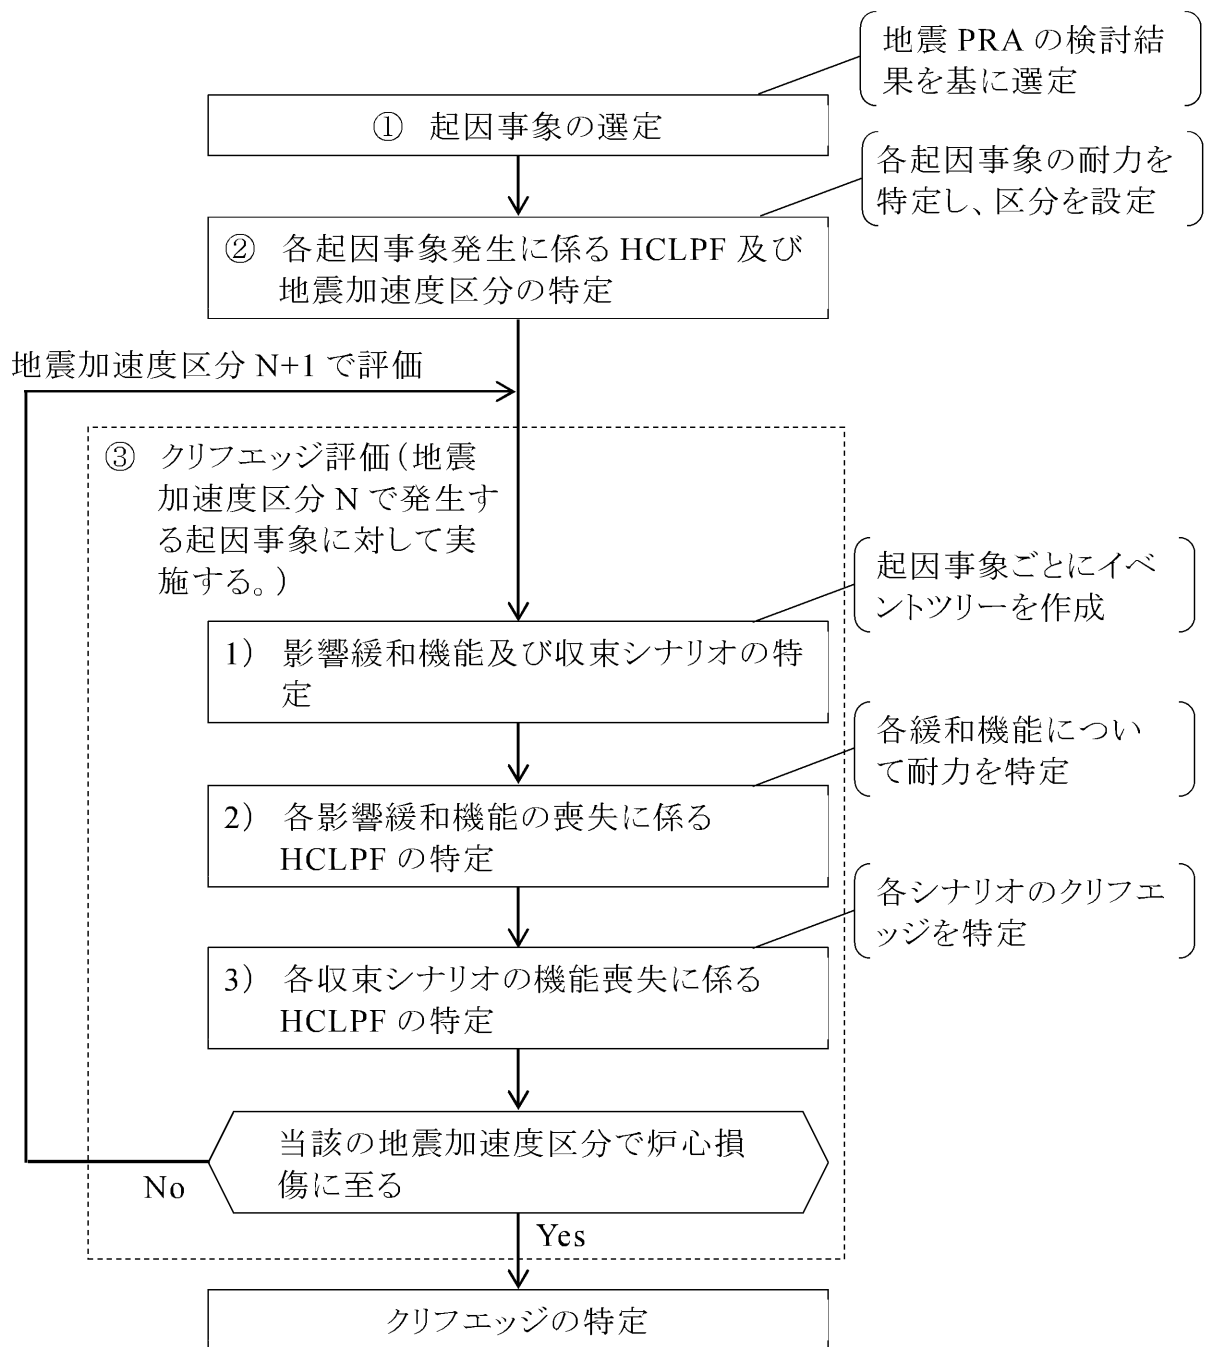 地震 PRA の検討結
果を基に選定
① 起因事象の選定
各起因事象の耐力を
特定し、区分を設定
② 各起因事象発生に係る HCLPF 及び
地震加速度区分の特定
地震加速度区分 N+1 で評価
③ クリフエッジ評価(地震
加速度区分 N で発生す
る起因事象に対して実
施する。)
起因事象ごとにイベ
ントツリーを作成
1) 影響緩和機能及び収束シナリオの特
定
各緩和機能につい
て耐力を特定
2) 各影響緩和機能の喪失に係る
HCLPF の特定
各シナリオのクリフエ
ッジを特定
3) 各収束シナリオの機能喪失に係る
HCLPF の特定
当該の地震加速度区分で炉心損
傷に至る
No
Yes
クリフエッジの特定